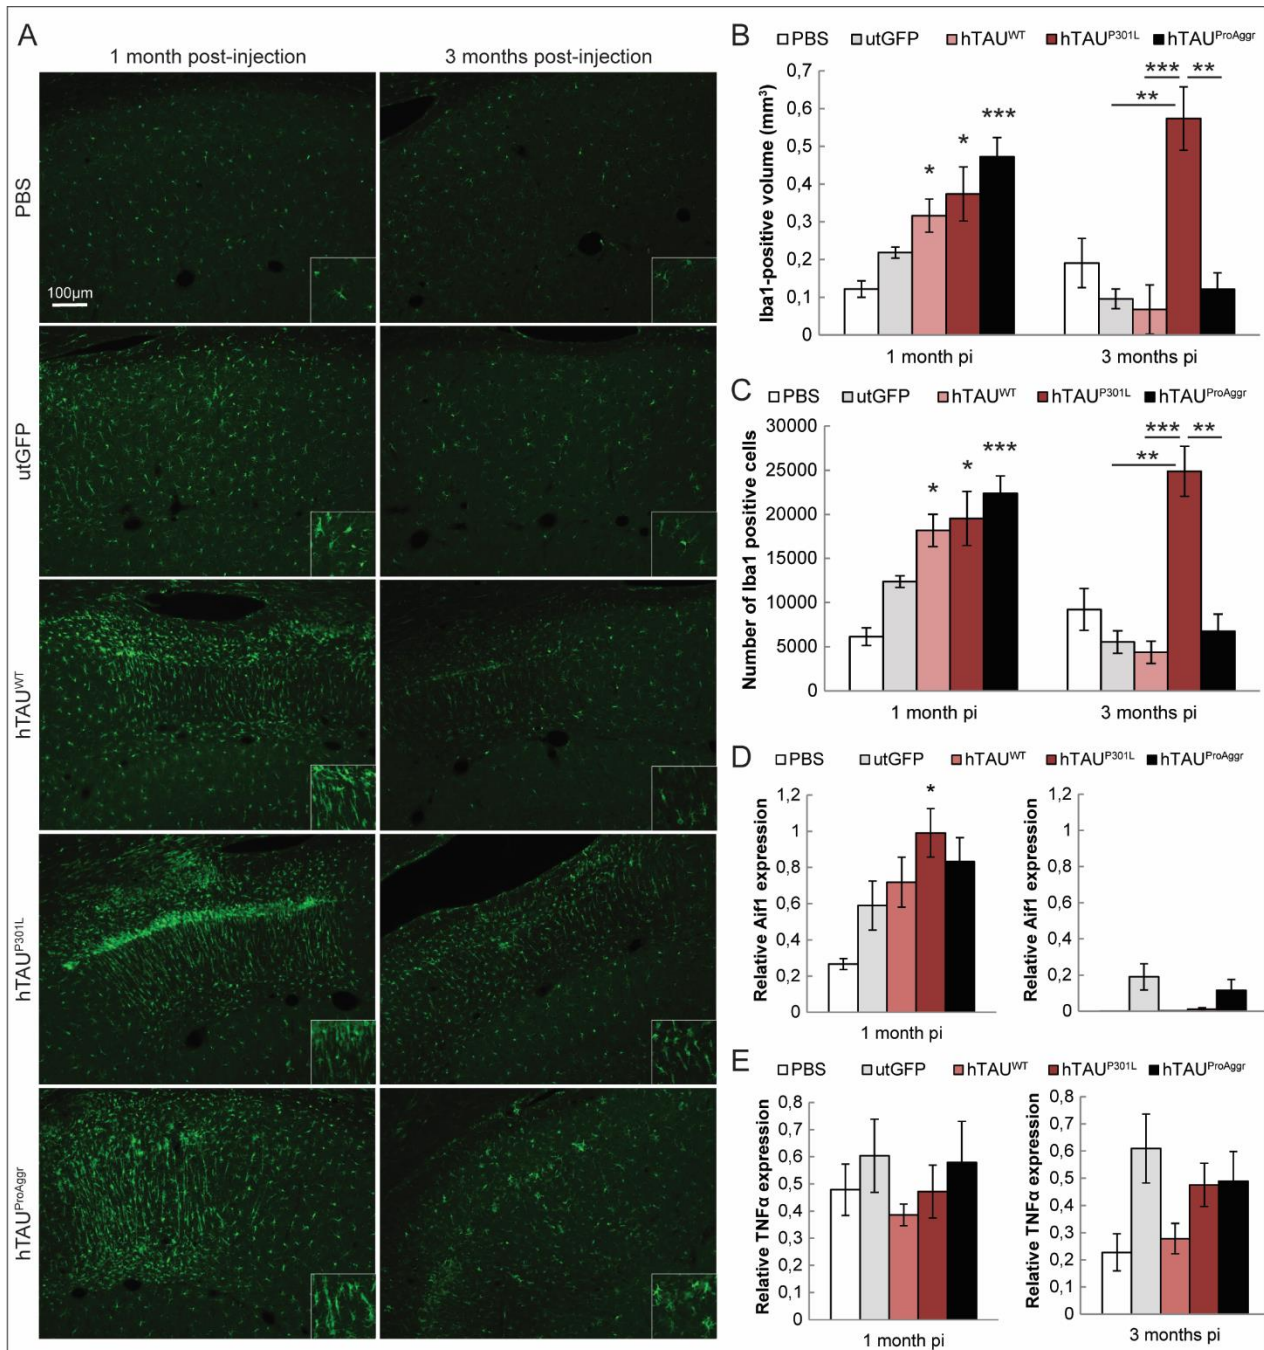 A
1 month post-injection
3 months post-injection
PBS
100µm
utGFP
hTAUWT
hTAUP301L
hTAUProAggr
B
PBS utGFP hTAUWT hTAUP301L hTAUProAggr
Iba1-positive volume (mm³)
0,7
0,6
0,5
0,4
0,3
0,2
0,1
0
* * ***
** *** **
1 month pi
3 months pi
C
PBS utGFP hTAUWT hTAUP301L hTAUProAggr
Number of Iba1 positive cells
30000
25000
20000
15000
10000
5000
0
* * ***
** *** **
1 month pi
3 months pi
D
PBS utGFP hTAUWT hTAUP301L hTAUProAggr
Relative Aif1 expression
1,2
1
0,8
0,6
0,4
0,2
0
*
1 month pi
Relative Aif1 expression
1,2
1
0,8
0,6
0,4
0,2
0
E
PBS utGFP hTAUWT hTAUP301L hTAUProAggr
Relative TNFα expression
0,8
0,7
0,6
0,5
0,4
0,3
0,2
0,1
0
1 month pi
Relative TNFα expression
0,8
0,7
0,6
0,5
0,4
0,3
0,2
0,1
0
3 months pi